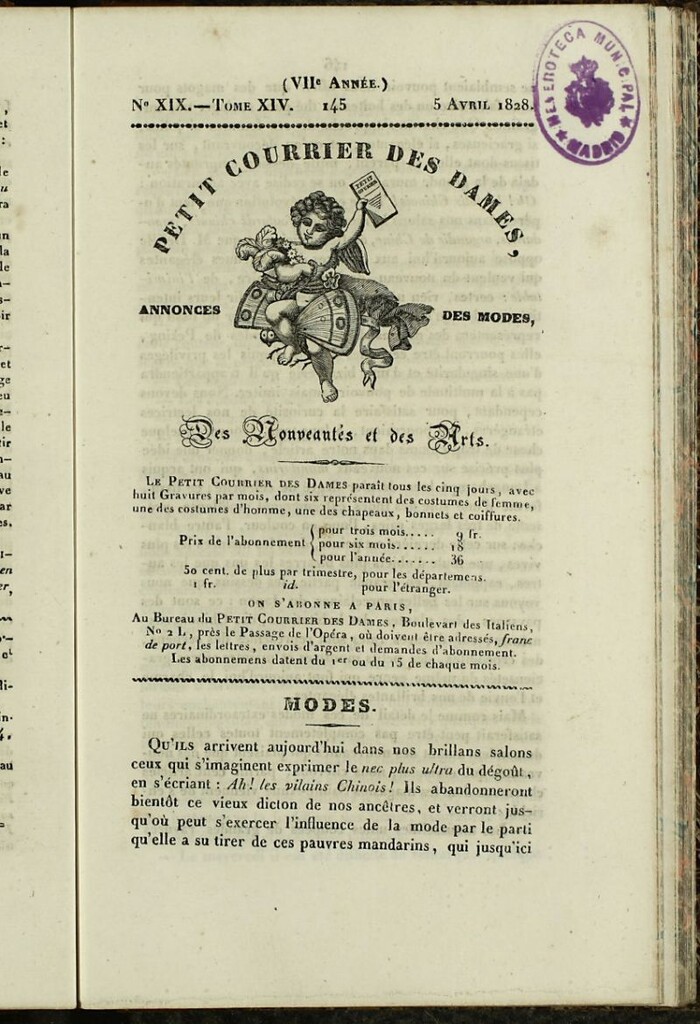 (VIIe Année.)
No XIX.—Tome XIV. 145 5 Avril 1828.
HEMEROTECA MUNICIPAL
★ MADRID ★
PETIT COURRIER DES DAMES,
PETIT
ANNONCES DES MODES,
Des Nouveautés et des Arts.
Le Petit Courrier des Dames paraît tous les cinq jours, avec
huit Gravures par mois, dont six représentent des costumes de femme,
une des costumes d'homme, une des chapeaux, bonnets et coiffures.
Prix de l'abonnement { pour trois mois..... 9 fr.
pour six mois...... 18
pour l'année....... 36
50 cent. de plus par trimestre, pour les départemens.
1 fr. id. pour l'étranger.
ON S'ABONNE A PARIS,
Au Bureau du Petit Courrier des Dames, Boulevart des Italiens,
No 2 L, près le Passage de l'Opéra, où doivent être adressés, franc
de port, les lettres, envois d'argent et demandes d'abonnement.
Les abonnemens datent du 1er ou du 15 de chaque mois.
MODES.
Qu'ils arrivent aujourd'hui dans nos brillans salons
ceux qui s'imaginent exprimer le nec plus ultra du dégoût,
en s'écriant : Ah! les vilains Chinois! Ils abandonneront
bientôt ce vieux dicton de nos ancêtres, et verront jus-
qu'où peut s'exercer l'influence de la mode par le parti
qu'elle a su tirer de ces pauvres mandarins, qui jusqu'ici